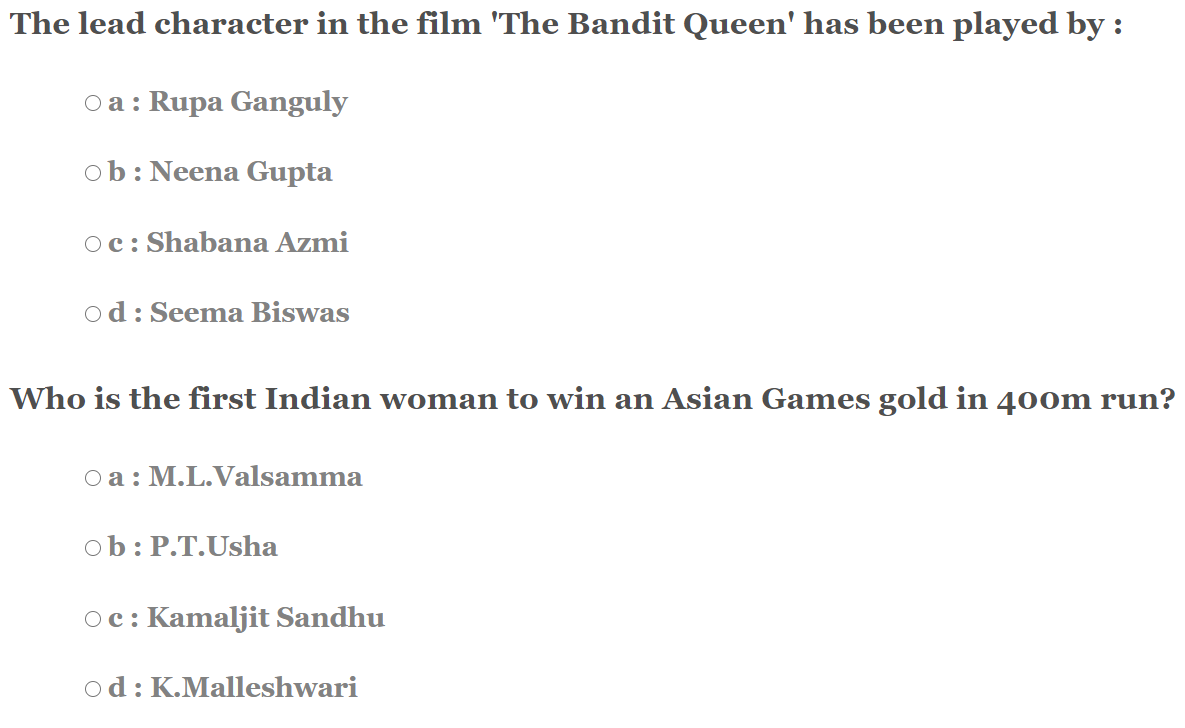 The lead character in the film 'The Bandit Queen' has been played by :
a : Rupa Ganguly
b : Neena Gupta
c : Shabana Azmi
d : Seema Biswas
Who is the first Indian woman to win an Asian Games gold in 400m run?
a : M.L.Valsamma
b : P.T.Usha
c : Kamaljit Sandhu
d : K.Malleshwari